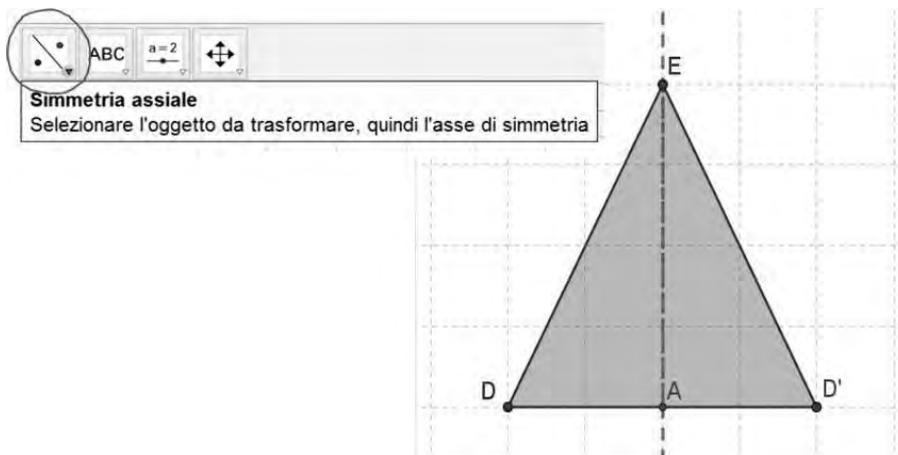 ABC
a = 2
Simmetria assiale
Selezionare l'oggetto da trasformare, quindi l'asse di simmetria
E
D
A
D'